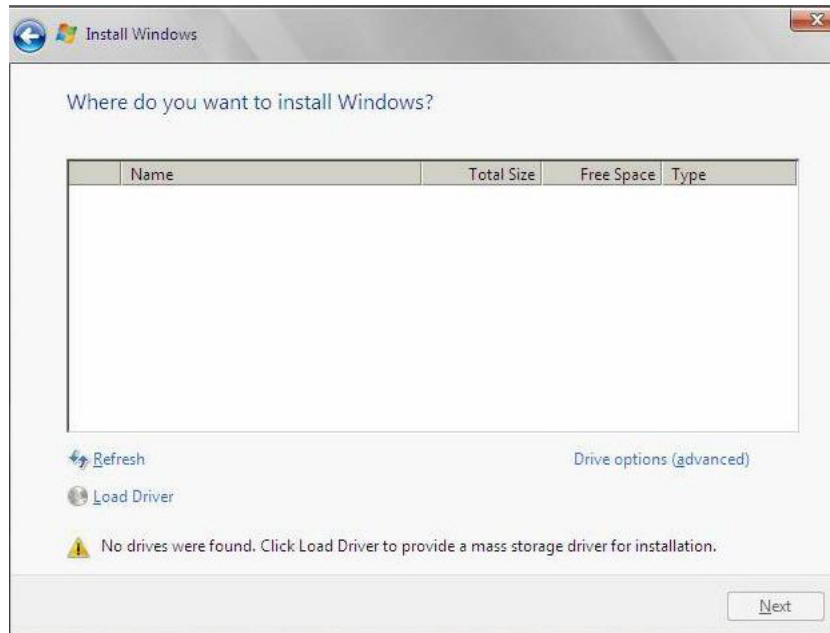 Install Windows
Where do you want to install Windows?
Name Total Size Free Space Type
Refresh Drive options (advanced)
Load Driver
No drives were found. Click Load Driver to provide a mass storage driver for installation.
Next